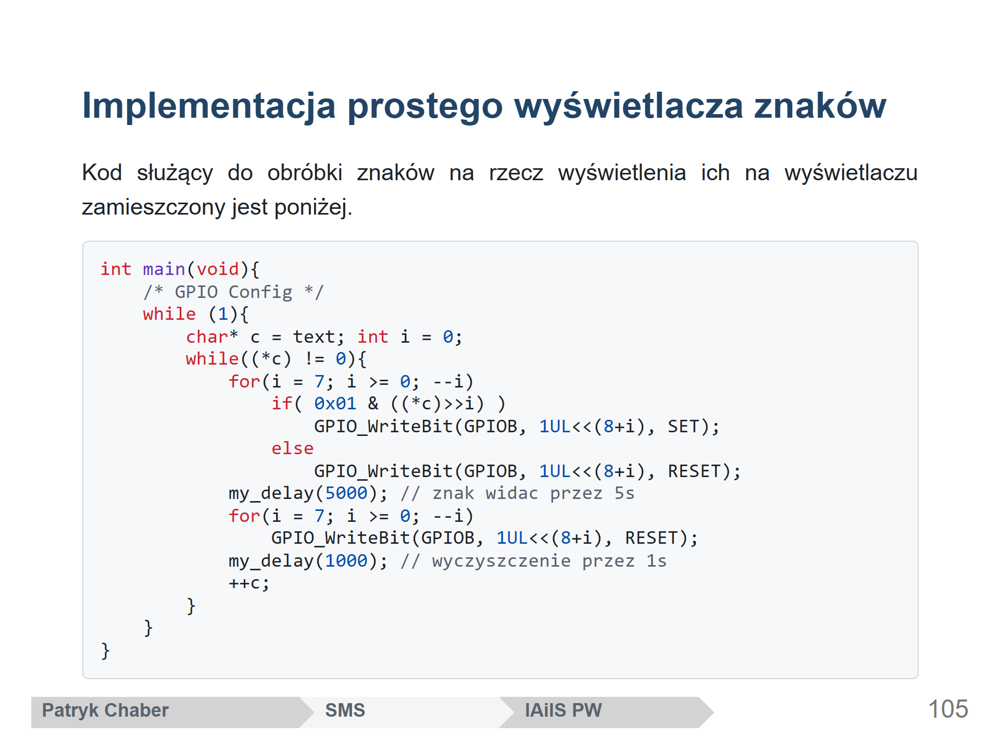 Implementacja prostego wyświetlacza znaków
Kod służący do obróbki znaków na rzecz wyświetlenia ich na wyświetlaczu
zamieszczony jest poniżej.
int main(void){
    /* GPIO Config */
    while (1){
        char* c = text; int i = 0;
        while((*c) != 0){
            for(i = 7; i >= 0; --i)
                if( 0x01 & ((*c)>>i) )
                    GPIO_WriteBit(GPIOB, 1UL<<(8+i), SET);
                else
                    GPIO_WriteBit(GPIOB, 1UL<<(8+i), RESET);
            my_delay(5000); // znak widac przez 5s
            for(i = 7; i >= 0; --i)
                GPIO_WriteBit(GPIOB, 1UL<<(8+i), RESET);
            my_delay(1000); // wyczyszczenie przez 1s
            ++c;
        }
    }
}
Patryk Chaber SMS IAiIS PW 105